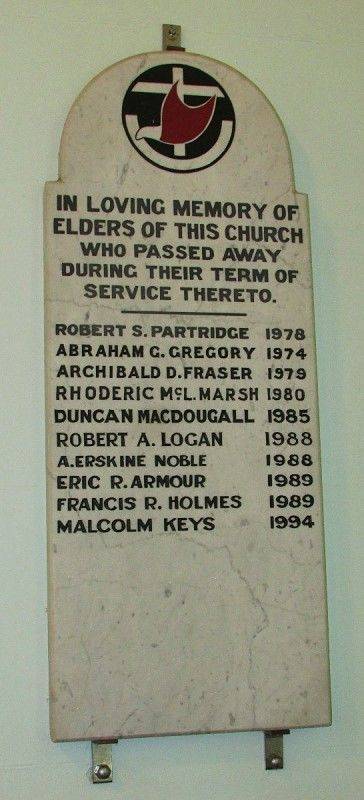 IN LOVING MEMORY OF
ELDERS OF THIS CHURCH
WHO PASSED AWAY
DURING THEIR TERM OF
SERVICE THERETO.
ROBERT S. PARTRIDGE 1978
ABRAHAM G. GREGORY 1974
ARCHIBALD D. FRASER 1979
RHODERIC McL. MARSH 1980
DUNCAN MACDOUGALL 1985
ROBERT A. LOGAN 1988
A. ERSKINE NOBLE 1988
ERIC R. ARMOUR 1989
FRANCIS R. HOLMES 1989
MALCOLM KEYS 1994